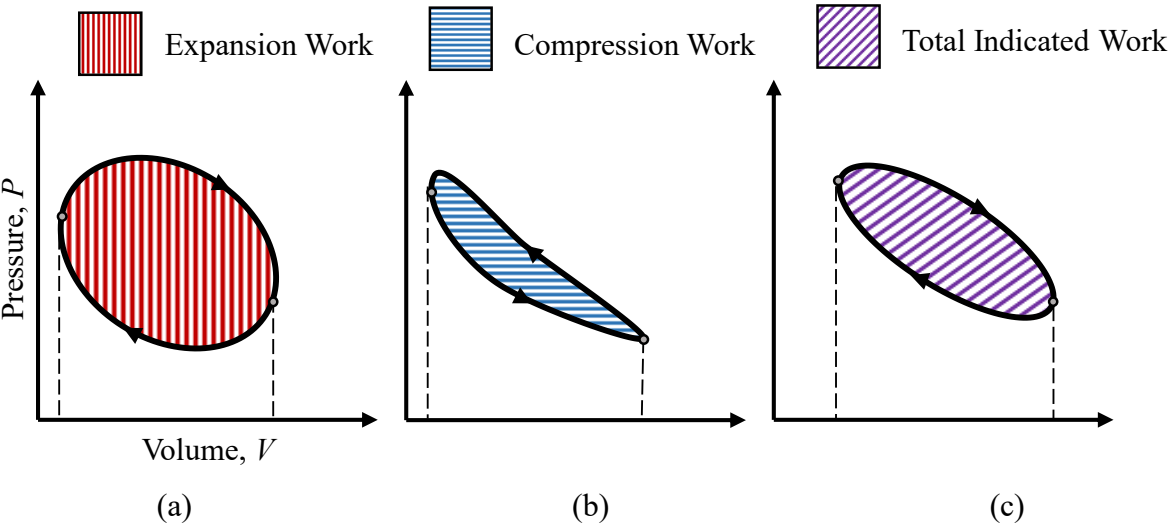 Expansion Work
Compression Work
Total Indicated Work
Pressure, P
Volume, V
(a)
(b)
(c)